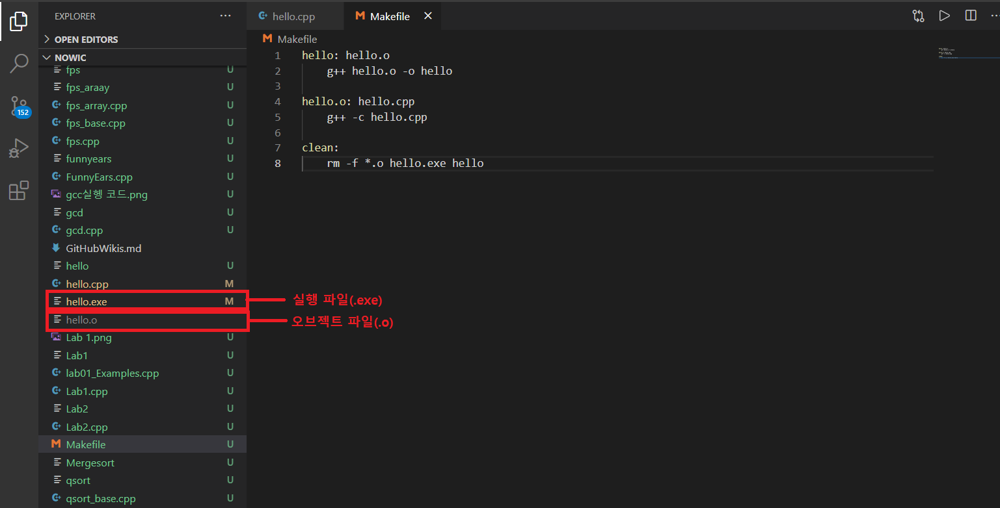 EXPLORER
OPEN EDITORS
NOWIC
fps U
fps_araay U
fps_array.cpp U
fps_base.cpp U
fps.cpp U
funnyears U
FunnyEars.cpp U
gcc실헹 코드.png U
gcd U
gcd.cpp U
GitHubWikis.md
hello U
hello.cpp M
hello.exe M
hello.o
Lab 1.png U
Lab1 U
lab01_Examples.cpp U
Lab1.cpp U
Lab2 U
Lab2.cpp U
Makefile U
Mergesort U
qsort U
qsort_base.cpp U
152
hello.cpp
Makefile
Makefile
1 hello: hello.o
2 g++ hello.o -o hello
3
4 hello.o: hello.cpp
5 g++ -c hello.cpp
6
7 clean:
8 rm -f *.o hello.exe hello
실행 파일(.exe)
오브젝트 파일(.o)